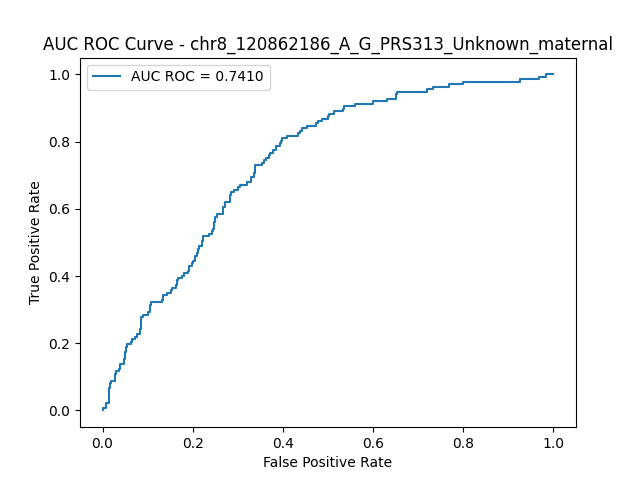 AUC ROC Curve - chr8_120862186_A_G_PRS313_Unknown_maternal
AUC ROC = 0.7410
1.0
0.8
0.6
0.4
0.2
0.0
True Positive Rate
0.0 0.2 0.4 0.6 0.8 1.0
False Positive Rate